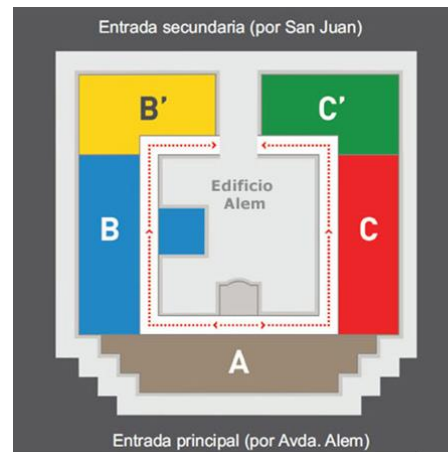 Entrada secundaria (por San Juan)
B’ C’
Edificio
Alem
B C
A
Entrada principal (por Avda. Alem)